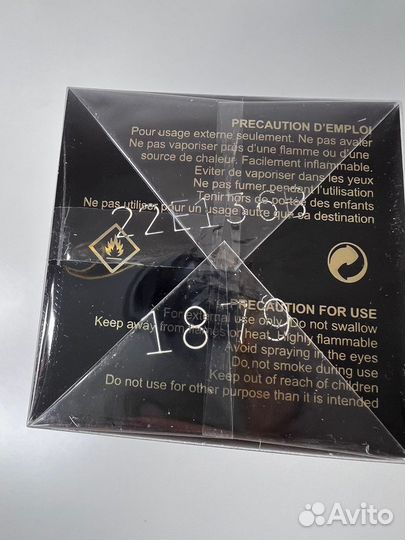 PRECAUTION D'EMPLOI
Pour usage externe seulement. Ne pas avaler
Ne pas vaporiser près d'une flamme ou d'une
source de chaleur. Facilement inflammable.
Eviter de vaporiser dans les yeux
Ne pas fumer pendant l'utilisation
Tenir hors de portée des enfants
Ne pas utiliser pour un usage autre que sa destination
PRECAUTION FOR USE
For external use only. Do not swallow
Keep away from flames or heat, highly flammable
1879
Avoid spraying in the eyes
Do not smoke during use
Keep out of reach of children
Do not use for other purpose than it is intended
Avito